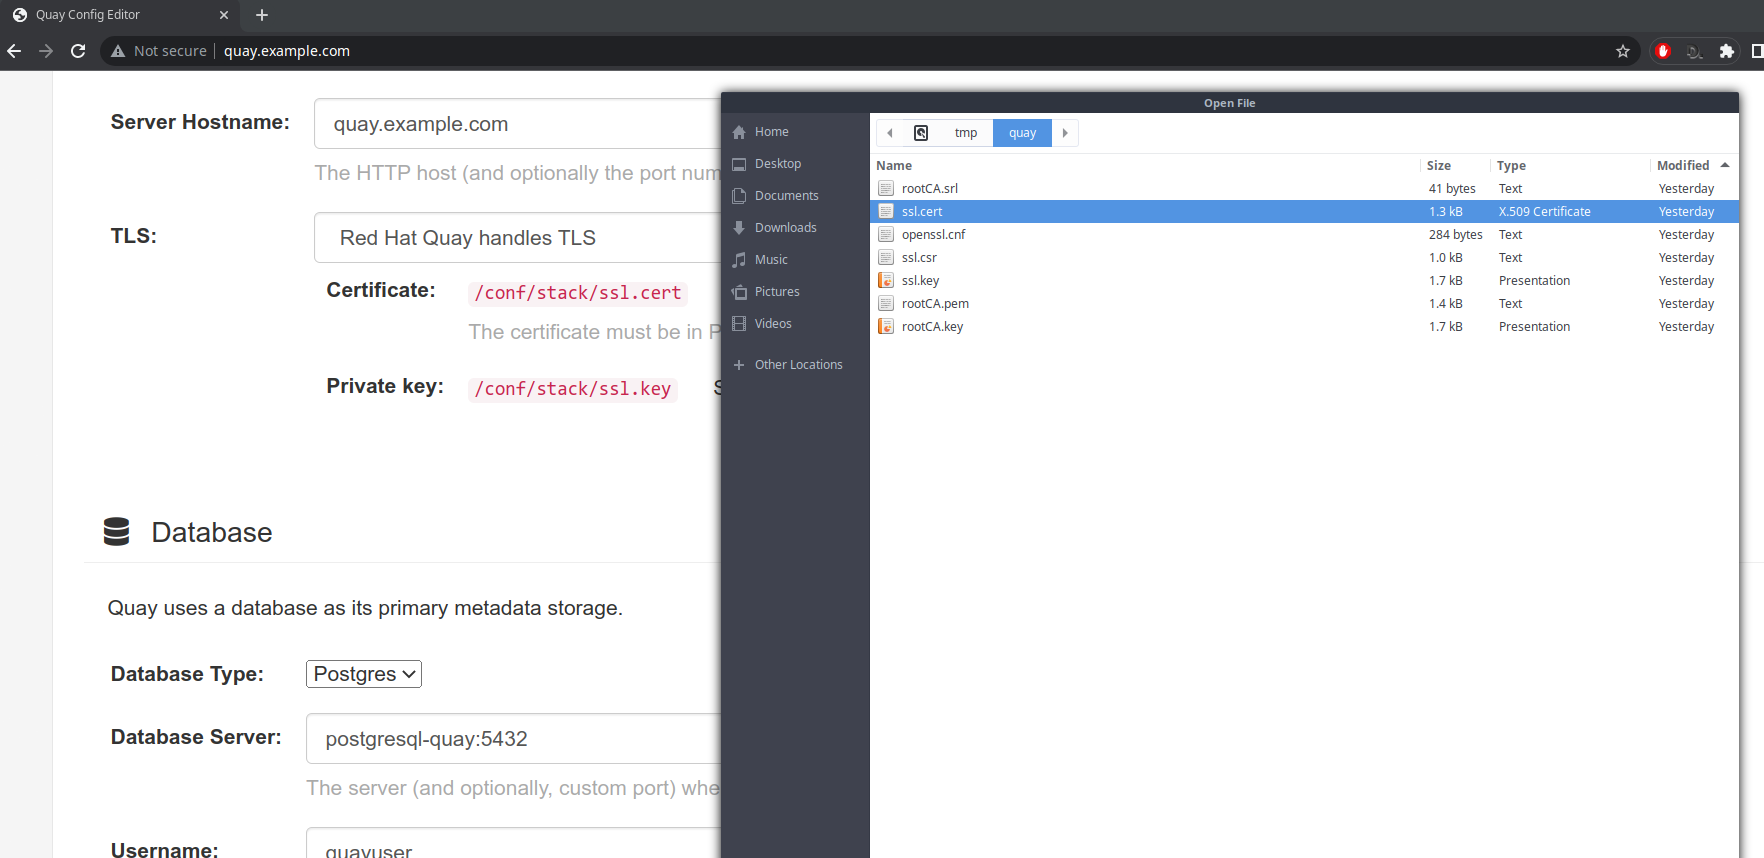 Quay Config Editor
Not secure quay.example.com
Server Hostname:
quay.example.com
The HTTP host (and optionally the port num
TLS:
Red Hat Quay handles TLS
Certificate:
/conf/stack/ssl.cert
The certificate must be in P
Private key:
/conf/stack/ssl.key
Database
Quay uses a database as its primary metadata storage.
Database Type:
Postgres
Database Server:
postgresql-quay:5432
The server (and optionally, custom port) whe
Username:
quayuser
Open File
Home
Desktop
Documents
Downloads
Music
Pictures
Videos
Other Locations
tmp quay
Name Size Type Modified
rootCA.srl 41 bytes Text Yesterday
ssl.cert 1.3 kB X.509 Certificate Yesterday
openssl.cnf 284 bytes Text Yesterday
ssl.csr 1.0 kB Text Yesterday
ssl.key 1.7 kB Presentation Yesterday
rootCA.pem 1.4 kB Text Yesterday
rootCA.key 1.7 kB Presentation Yesterday